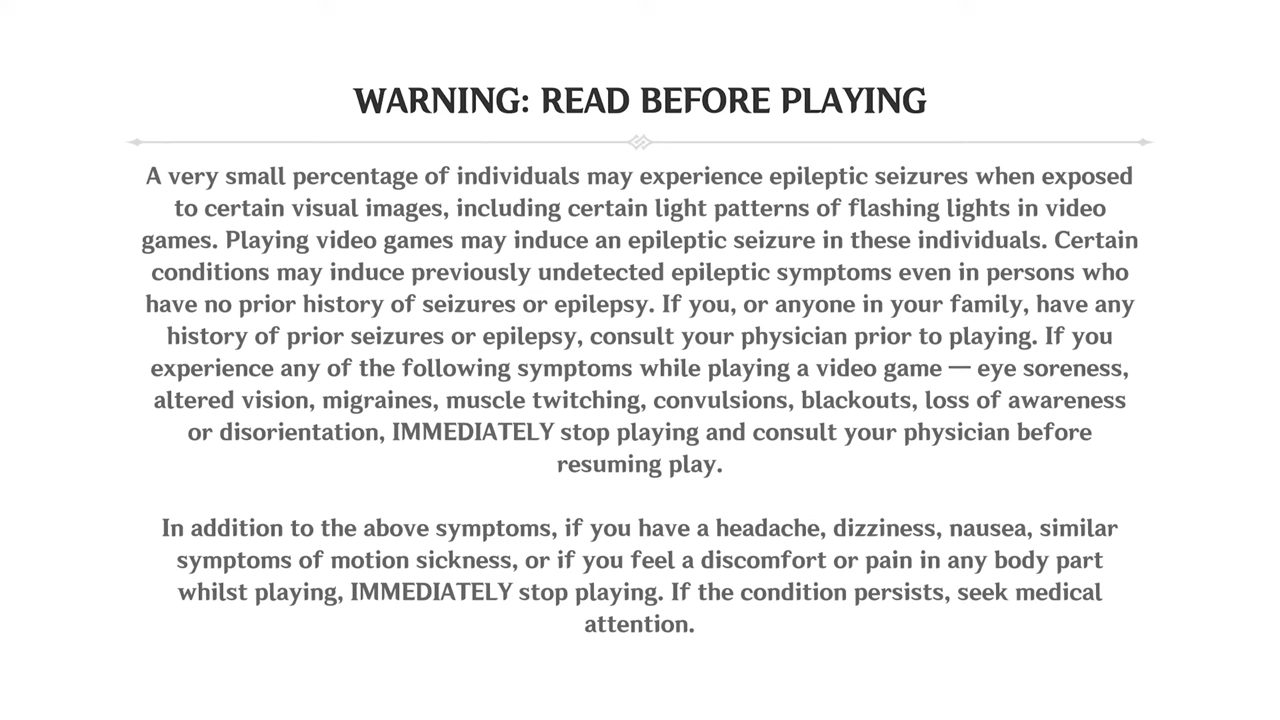 WARNING: READ BEFORE PLAYING
A very small percentage of individuals may experience epileptic seizures when exposed
to certain visual images, including certain light patterns of flashing lights in video
games. Playing video games may induce an epileptic seizure in these individuals. Certain
conditions may induce previously undetected epileptic symptoms even in persons who
have no prior history of seizures or epilepsy. If you, or anyone in your family, have any
history of prior seizures or epilepsy, consult your physician prior to playing. If you
experience any of the following symptoms while playing a video game — eye soreness,
altered vision, migraines, muscle twitching, convulsions, blackouts, loss of awareness
or disorientation, IMMEDIATELY stop playing and consult your physician before
resuming play.
In addition to the above symptoms, if you have a headache, dizziness, nausea, similar
symptoms of motion sickness, or if you feel a discomfort or pain in any body part
whilst playing, IMMEDIATELY stop playing. If the condition persists, seek medical
attention.